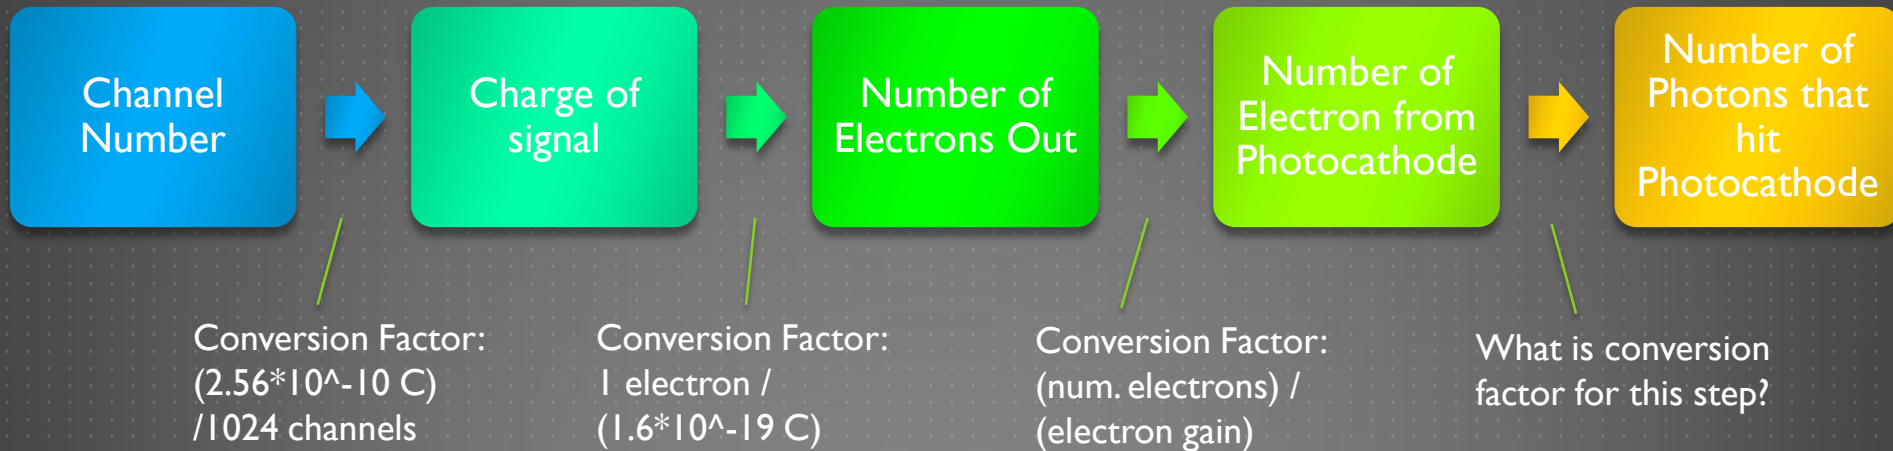 Channel
Number
Charge of
signal
Number of
Electrons Out
Number of
Electron from
Photocathode
Number of
Photons that
hit
Photocathode
Conversion Factor:
(2.56*10^-10 C)
/1024 channels
Conversion Factor:
1 electron /
(1.6*10^-19 C)
Conversion Factor:
(num. electrons) /
(electron gain)
What is conversion
factor for this step?